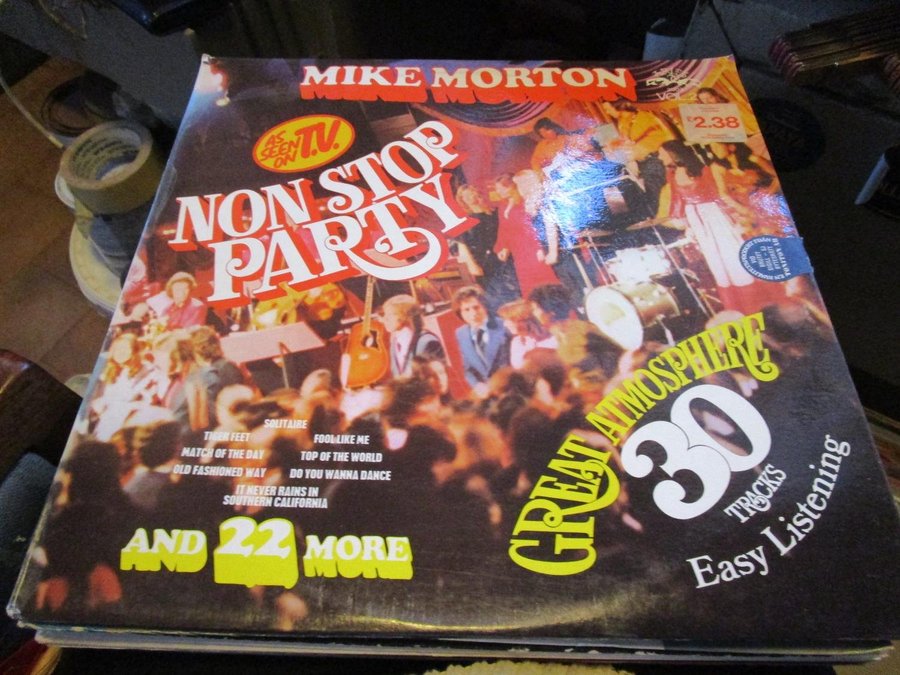 MIKE MORTON
VOL. 2
£2.38
AS
SEEN
ON T.V.
NON STOP
PARTY
SOLITAIRE
TIGER FEET
FOOL LIKE ME
MATCH OF THE DAY
TOP OF THE WORLD
OLD FASHIONED WAY
DO YOU WANNA DANCE
IT NEVER RAINS IN
SOUTHERN CALIFORNIA
AND 22 MORE
GREAT ATMOSPHERE
30
TRACKS
Easy Listening